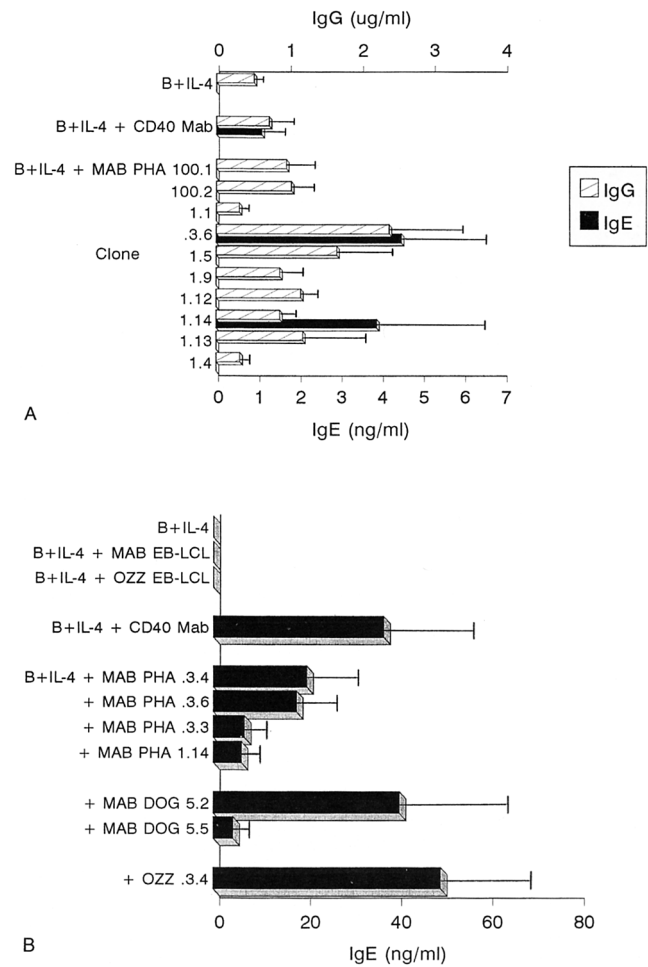 IgG (ug/ml)
0 1 2 3 4
B+IL-4
B+IL-4 + CD40 Mab
B+IL-4 + MAB PHA 100.1
100.2
1.1
.3.6
Clone 1.5
1.9
1.12
1.14
1.13
1.4
IgG
IgE
0 1 2 3 4 5 6 7
A
IgE (ng/ml)
B+IL-4
B+IL-4 + MAB EB-LCL
B+IL-4 + OZZ EB-LCL
B+IL-4 + CD40 Mab
B+IL-4 + MAB PHA .3.4
+ MAB PHA .3.6
+ MAB PHA .3.3
+ MAB PHA 1.14
+ MAB DOG 5.2
+ MAB DOG 5.5
+ OZZ .3.4
0 20 40 60 80
B
IgE (ng/ml)